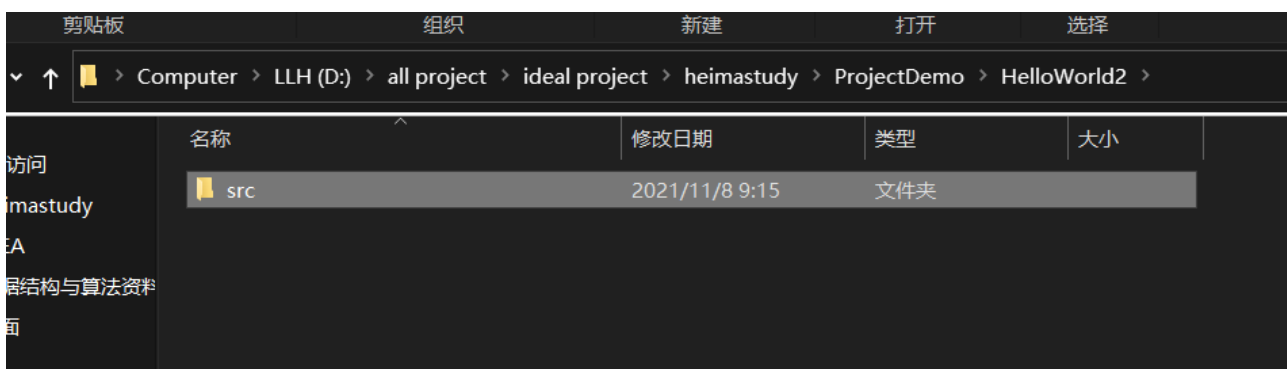 剪贴板 组织 新建 打开 选择
Computer > LLH (D:) > all project > ideal project > heimastudy > ProjectDemo > HelloWorld2 >
名称 修改日期 类型 大小
访问
src 2021/11/8 9:15 文件夹
imastudy
EA
据结构与算法资料
面